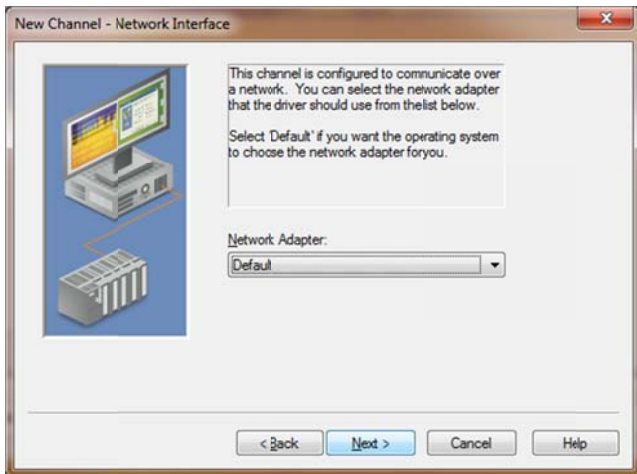 New Channel - Network Interface
This channel is configured to communicate over
a network. You can select the network adapter
that the driver should use from thelist below.
Select 'Default' if you want the operating system
to choose the network adapter foryou.
Network Adapter:
Default
< Back
Next >
Cancel
Help